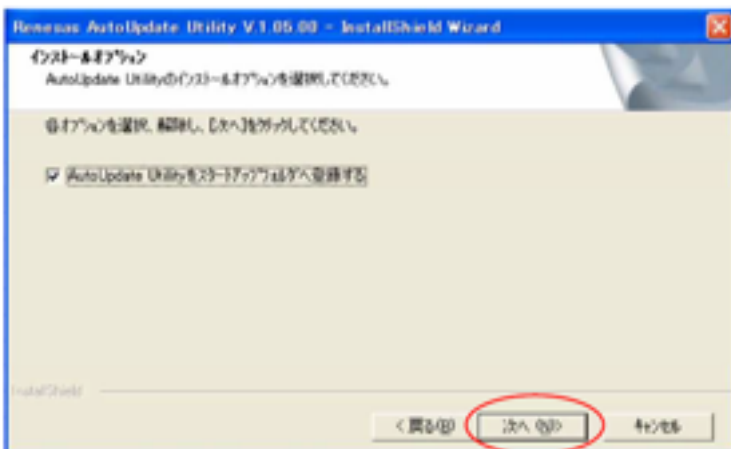 Renesas AutoUpdate Utility V.1.05.00 - InstallShield Wizard
インストールオプション
AutoUpdate Utilityのインストールオプションを選択してください。
各オプションを選択、解除し、[次へ]をクリックしてください。
AutoUpdate Utilityをスタートアップフォルダへ登録する
InstallShield
< 戻る(B)
次へ (N)>
キャンセル